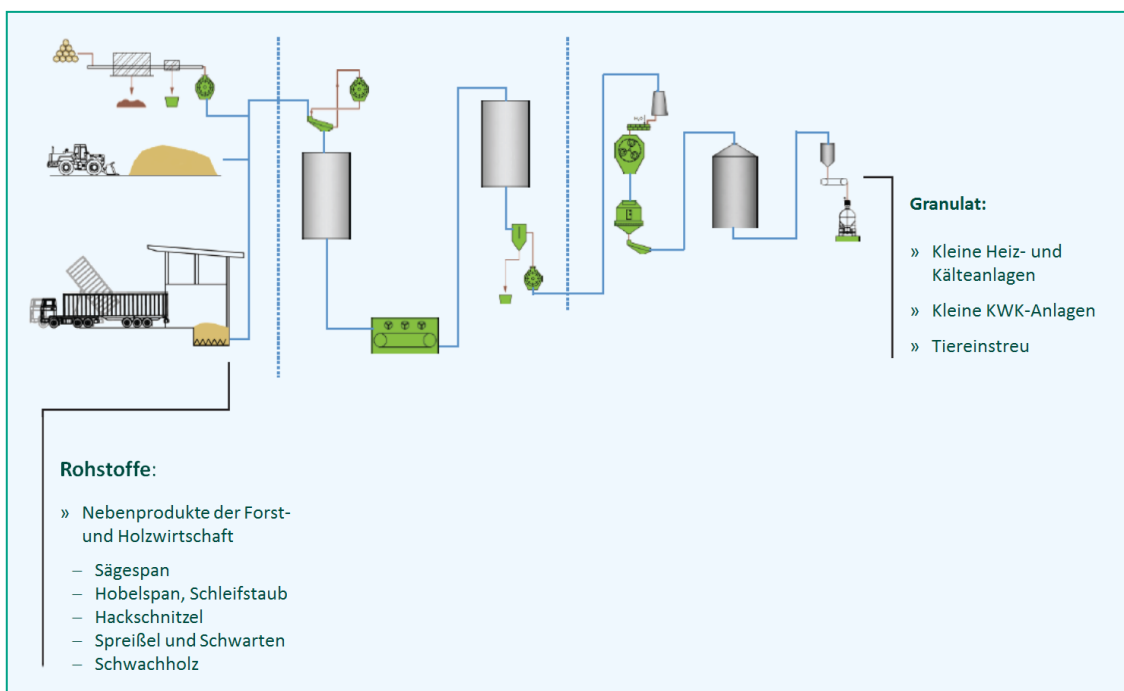 H₂O
Granulat:
» Kleine Heiz- und
Kälteanlagen
» Kleine KWK-Anlagen
» Tiereinstreu
Rohstoffe:
» Nebenprodukte der Forst-
und Holzwirtschaft
– Sägespan
– Hobelspan, Schleifstaub
– Hackschnitzel
– Spreißel und Schwarten
– Schwachholz